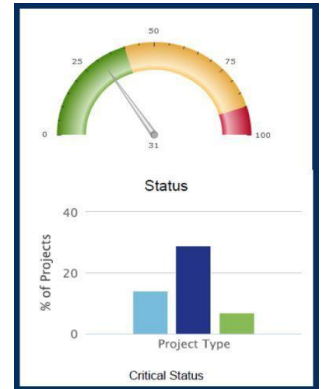 50
25
75
0
100
31
Status
40
20
0
% of Projects
Project Type
Critical Status